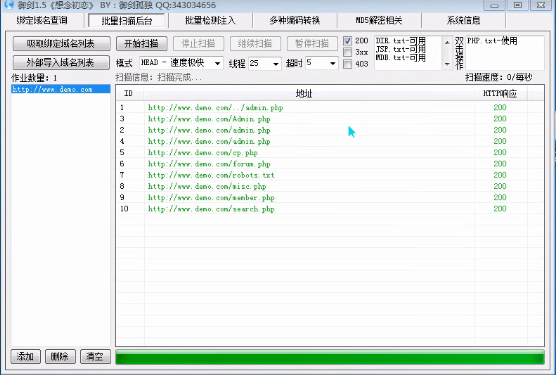 御剑1.5 《想念初恋》 BY：御剑孤独 QQ:343034656
绑定域名查询 批量扫描后台 批量检测注入 多种编码转换 MD5解密相关 系统信息
吸取绑定域名列表 开始扫描 停止扫描 继续扫描 暂停扫描 200 DIR.txt-可用 双击操作 PHP.txt-使用
3xx JSP.txt-可用
外部导入域名列表 模式 HEAD - 速度极快 线程 25 超时 5 403 MDB.txt-可用
作业数量：1 扫描信息：扫描完成... 扫描速度：0/每秒
http://www.demo.com
ID 地址 HTTP响应
1 http://www.demo.com/../admin.php 200
3 http://www.demo.com/Admin.php 200
2 http://www.demo.com/admin.php 200
4 http://www.demo.com/admin.php 200
5 http://www.demo.com/cp.php 200
6 http://www.demo.com/forum.php 200
7 http://www.demo.com/robots.txt 200
8 http://www.demo.com/misc.php 200
9 http://www.demo.com/member.php 200
10 http://www.demo.com/search.php 200
添加 删除 清空